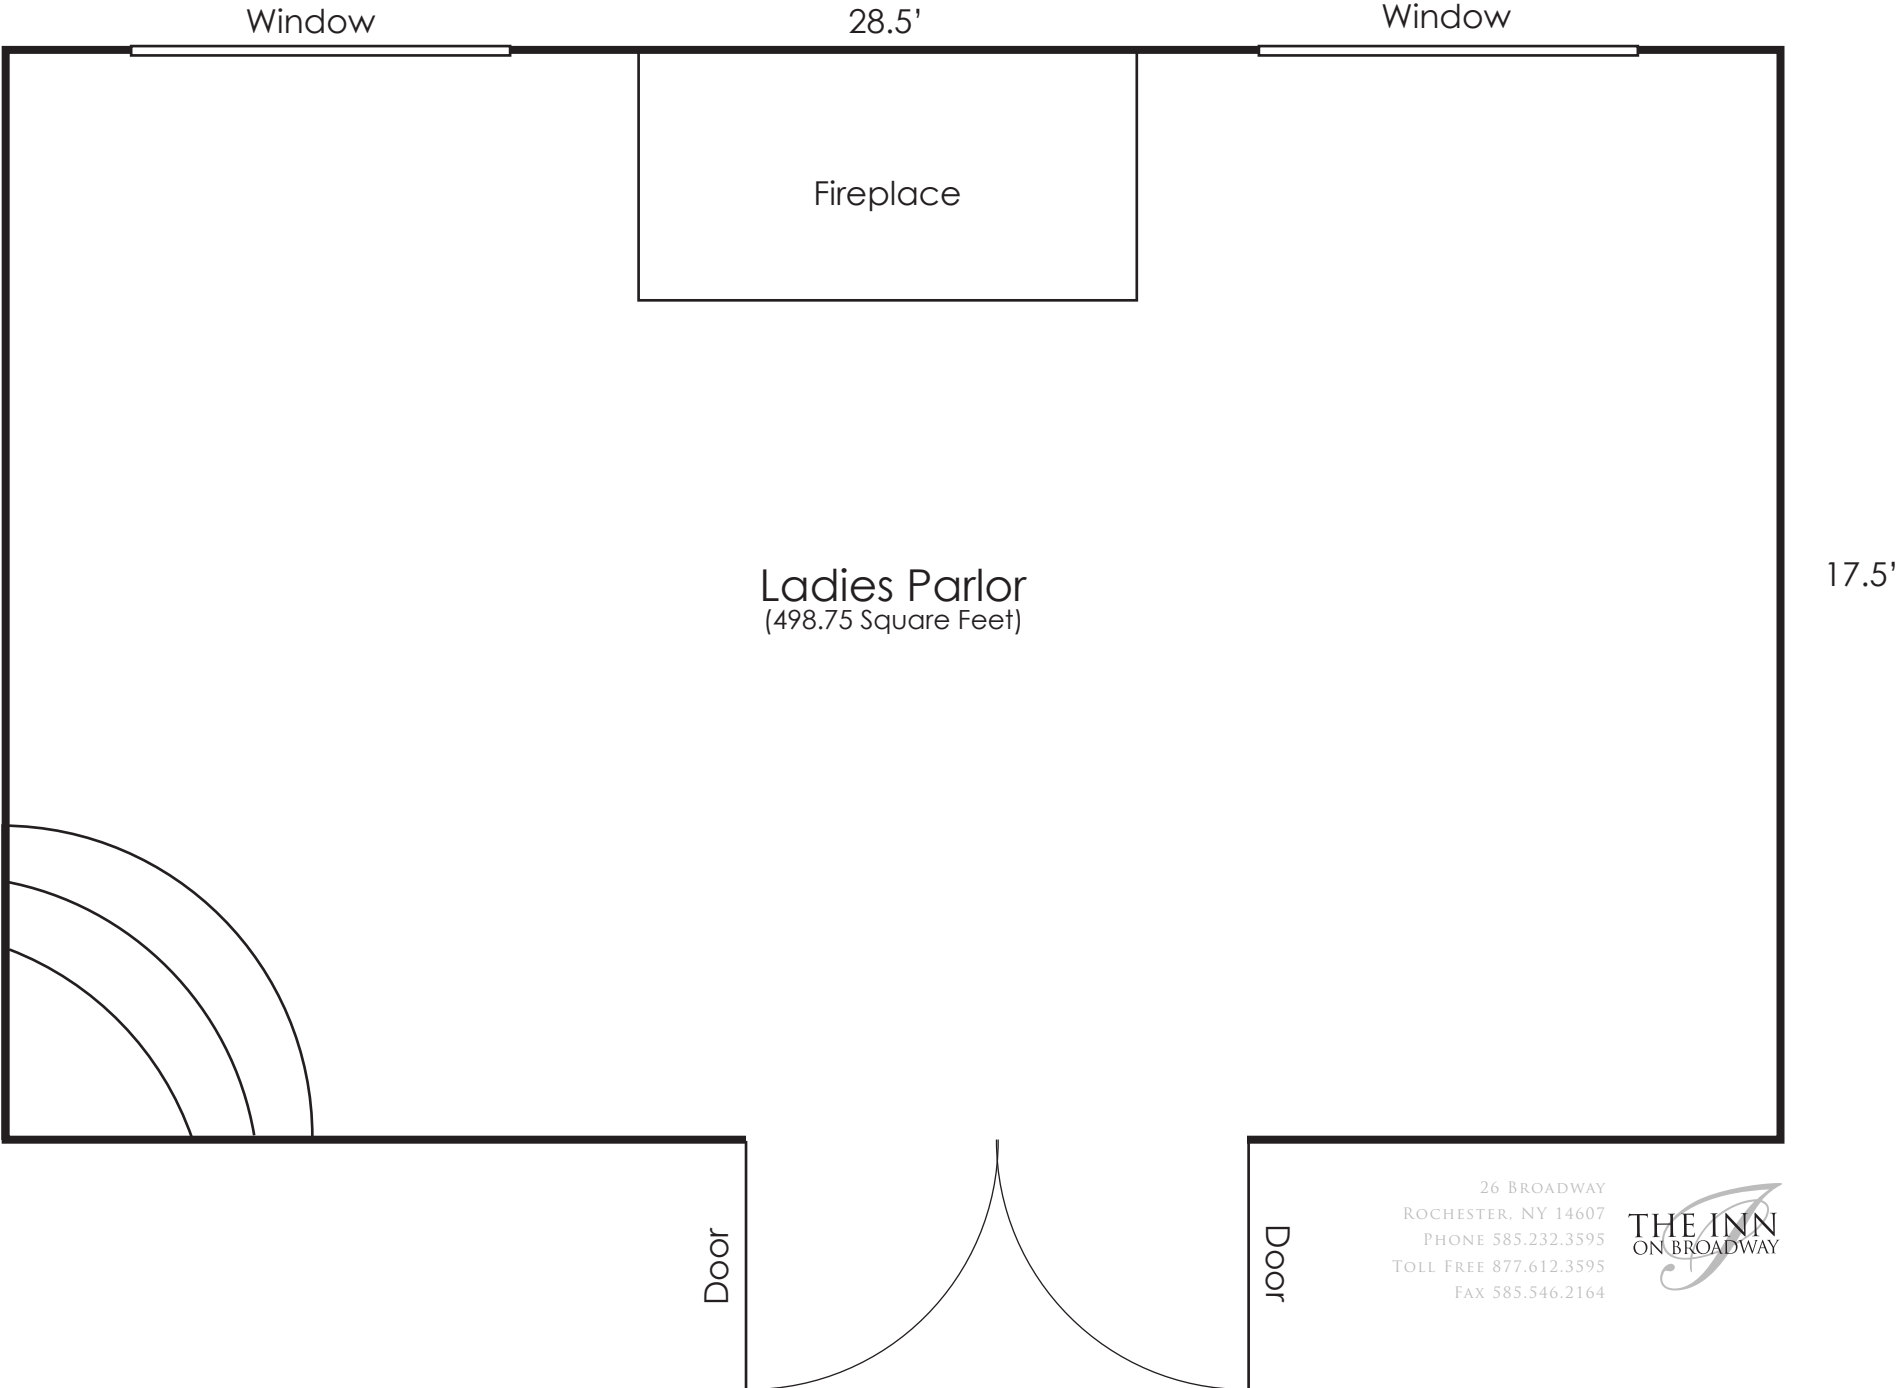 Window
28.5’
Window
Fireplace
Ladies Parlor
(498.75 Square Feet)
17.5’
Door
Door
26 Broadway
Rochester, NY 14607
Phone 585.232.3595
Toll Free 877.612.3595
Fax 585.546.2164
THE INN
ON BROADWAY